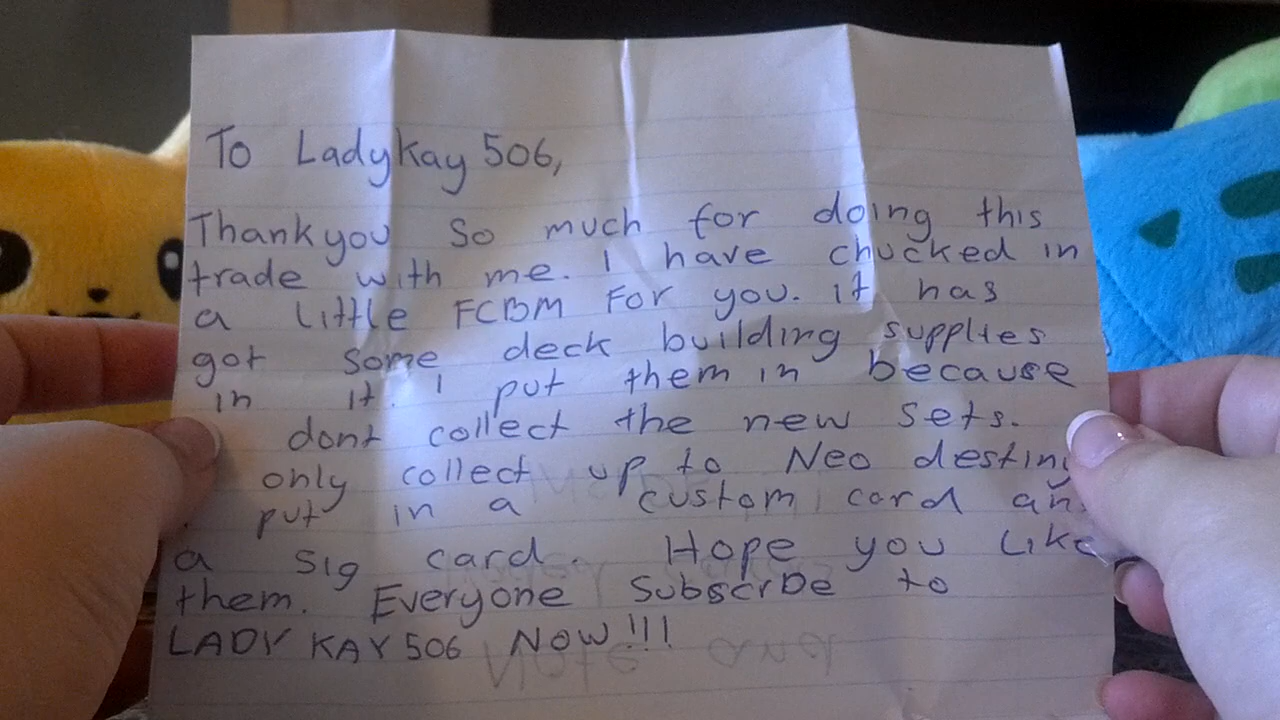 To Ladykay 506,
Thankyou so much for doing this
trade with me. I have chucked in
a little FCBM for you. it has
got some deck building supplies
in it. I put them in because
dont collect the new sets.
only collect up to Neo destiny
put in a custom card an
a sig card. Hope you like
them. Everyone Subscrbe to
LADY KAY 506 NOW!!!
Note and